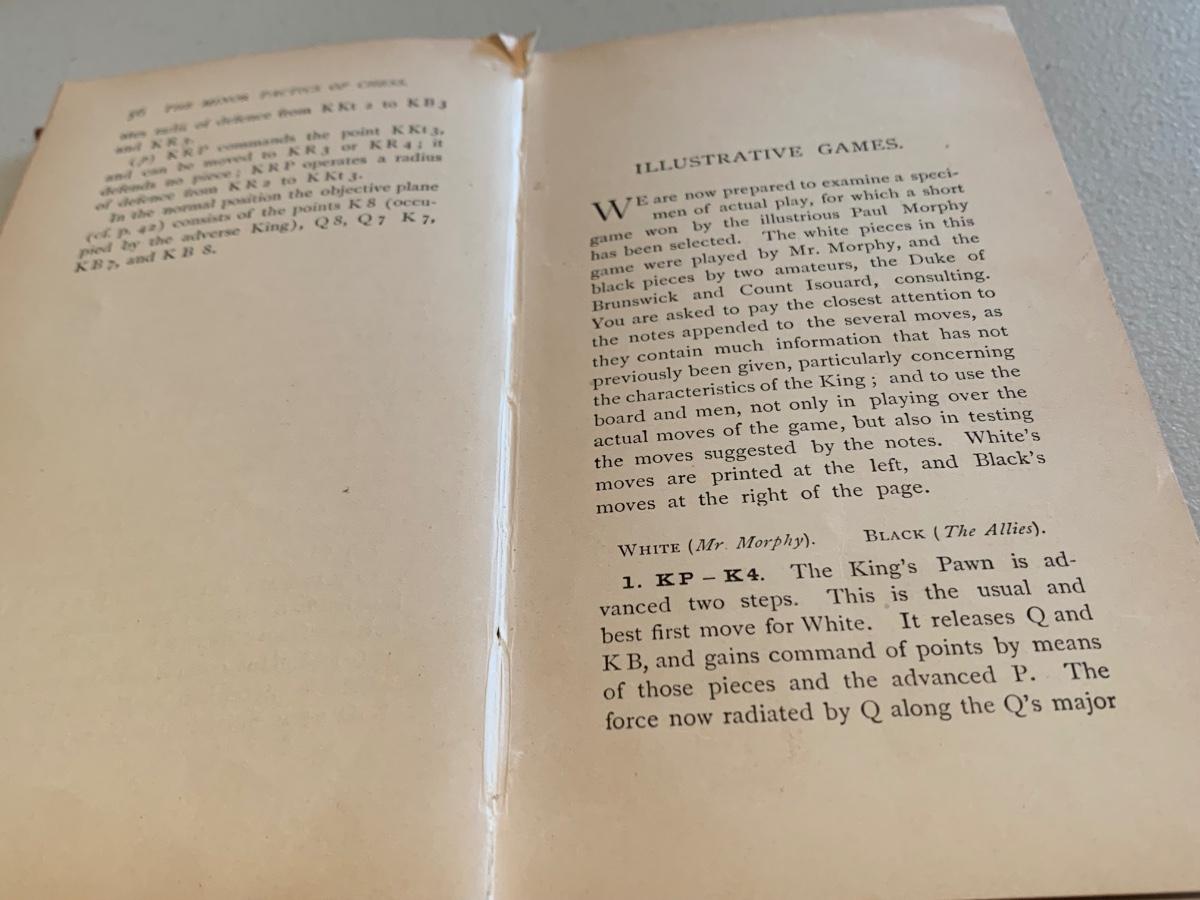 56 THE MINOR TACTICS OF CHESS.
ates radii of defence from K Kt 2 to K B 3
and K R 3.
(p) K R P commands the point K Kt 3,
and can be moved to K R 3 or K R 4; it
defends no piece; K R P operates a radius
of defence from K R 2 to K Kt 3.
In the normal position the objective plane
(cf. p. 42) consists of the points K 8 (occu-
pied by the adverse King), Q 8, Q 7 K 7,
K B 7, and K B 8.
ILLUSTRATIVE GAMES.
WE are now prepared to examine a speci-
men of actual play, for which a short
game won by the illustrious Paul Morphy
has been selected. The white pieces in this
game were played by Mr. Morphy, and the
black pieces by two amateurs, the Duke of
Brunswick and Count Isouard, consulting.
You are asked to pay the closest attention to
the notes appended to the several moves, as
they contain much information that has not
previously been given, particularly concerning
the characteristics of the King; and to use the
board and men, not only in playing over the
actual moves of the game, but also in testing
the moves suggested by the notes. White's
moves are printed at the left, and Black's
moves at the right of the page.
WHITE (Mr. Morphy). BLACK (The Allies).
1. KP – K4. The King's Pawn is ad-
vanced two steps. This is the usual and
best first move for White. It releases Q and
K B, and gains command of points by means
of those pieces and the advanced P. The
force now radiated by Q along the Q's major